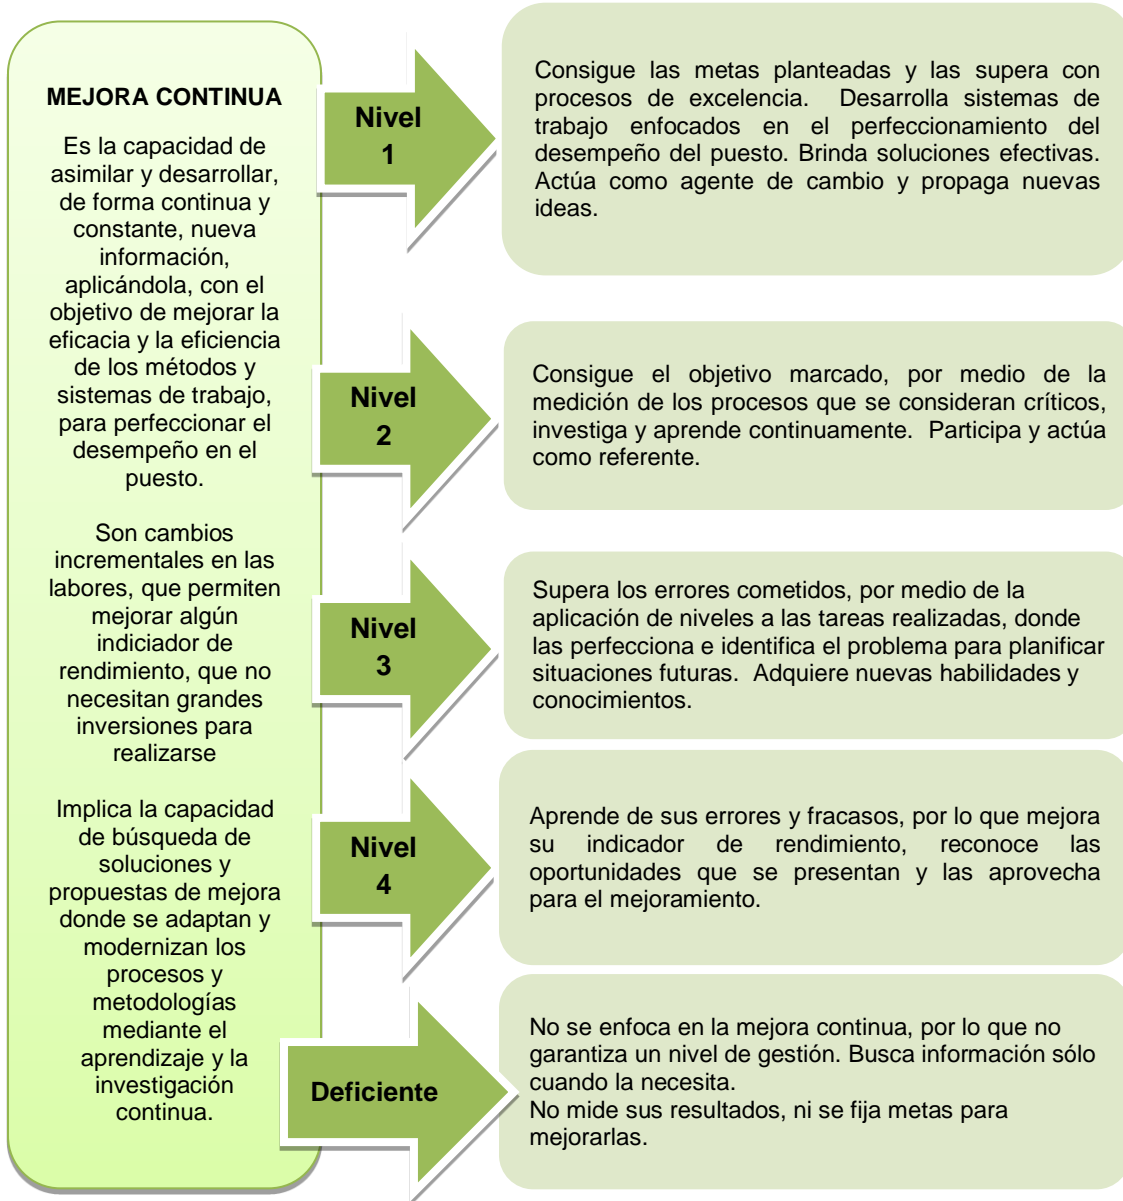 MEJORA CONTINUA
Es la capacidad de
asimilar y desarrollar,
de forma continua y
constante, nueva
información,
aplicándola, con el
objetivo de mejorar la
eficacia y la eficiencia
de los métodos y
sistemas de trabajo,
para perfeccionar el
desempeño en el
puesto.
Son cambios
incrementales en las
labores, que permiten
mejorar algún
indiciador de
rendimiento, que no
necesitan grandes
inversiones para
realizarse
Implica la capacidad
de búsqueda de
soluciones y
propuestas de mejora
donde se adaptan y
modernizan los
procesos y
metodologías
mediante el
aprendizaje y la
investigación
continua.
Nivel
1
Consigue las metas planteadas y las supera con
procesos de excelencia. Desarrolla sistemas de
trabajo enfocados en el perfeccionamiento del
desempeño del puesto. Brinda soluciones efectivas.
Actúa como agente de cambio y propaga nuevas
ideas.
Nivel
2
Consigue el objetivo marcado, por medio de la
medición de los procesos que se consideran críticos,
investiga y aprende continuamente. Participa y actúa
como referente.
Nivel
3
Supera los errores cometidos, por medio de la
aplicación de niveles a las tareas realizadas, donde
las perfecciona e identifica el problema para planificar
situaciones futuras. Adquiere nuevas habilidades y
conocimientos.
Nivel
4
Aprende de sus errores y fracasos, por lo que mejora
su indicador de rendimiento, reconoce las
oportunidades que se presentan y las aprovecha
para el mejoramiento.
Deficiente
No se enfoca en la mejora continua, por lo que no
garantiza un nivel de gestión. Busca información sólo
cuando la necesita.
No mide sus resultados, ni se fija metas para
mejorarlas.